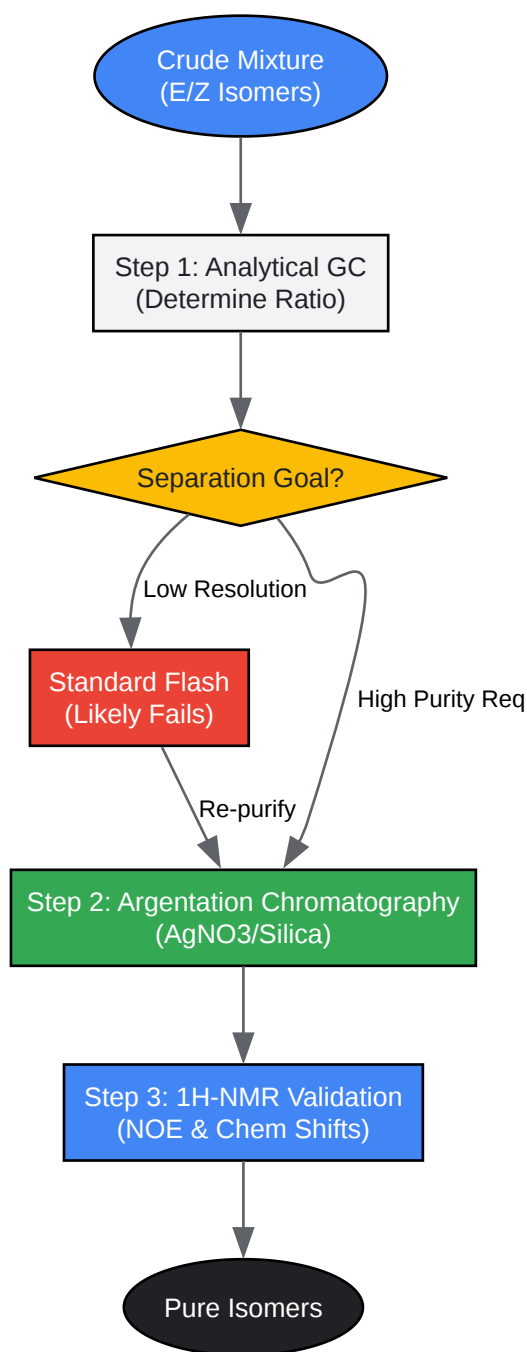 Crude Mixture
(E/Z Isomers)
Step 1: Analytical GC
(Determine Ratio)
Separation Goal?
Low Resolution
Standard Flash
(Likely Fails)
High Purity Req
Re-purify
Step 2: Argentation Chromatography
(AgNO3/Silica)
Step 3: 1H-NMR Validation
(NOE & Chem Shifts)
Pure Isomers